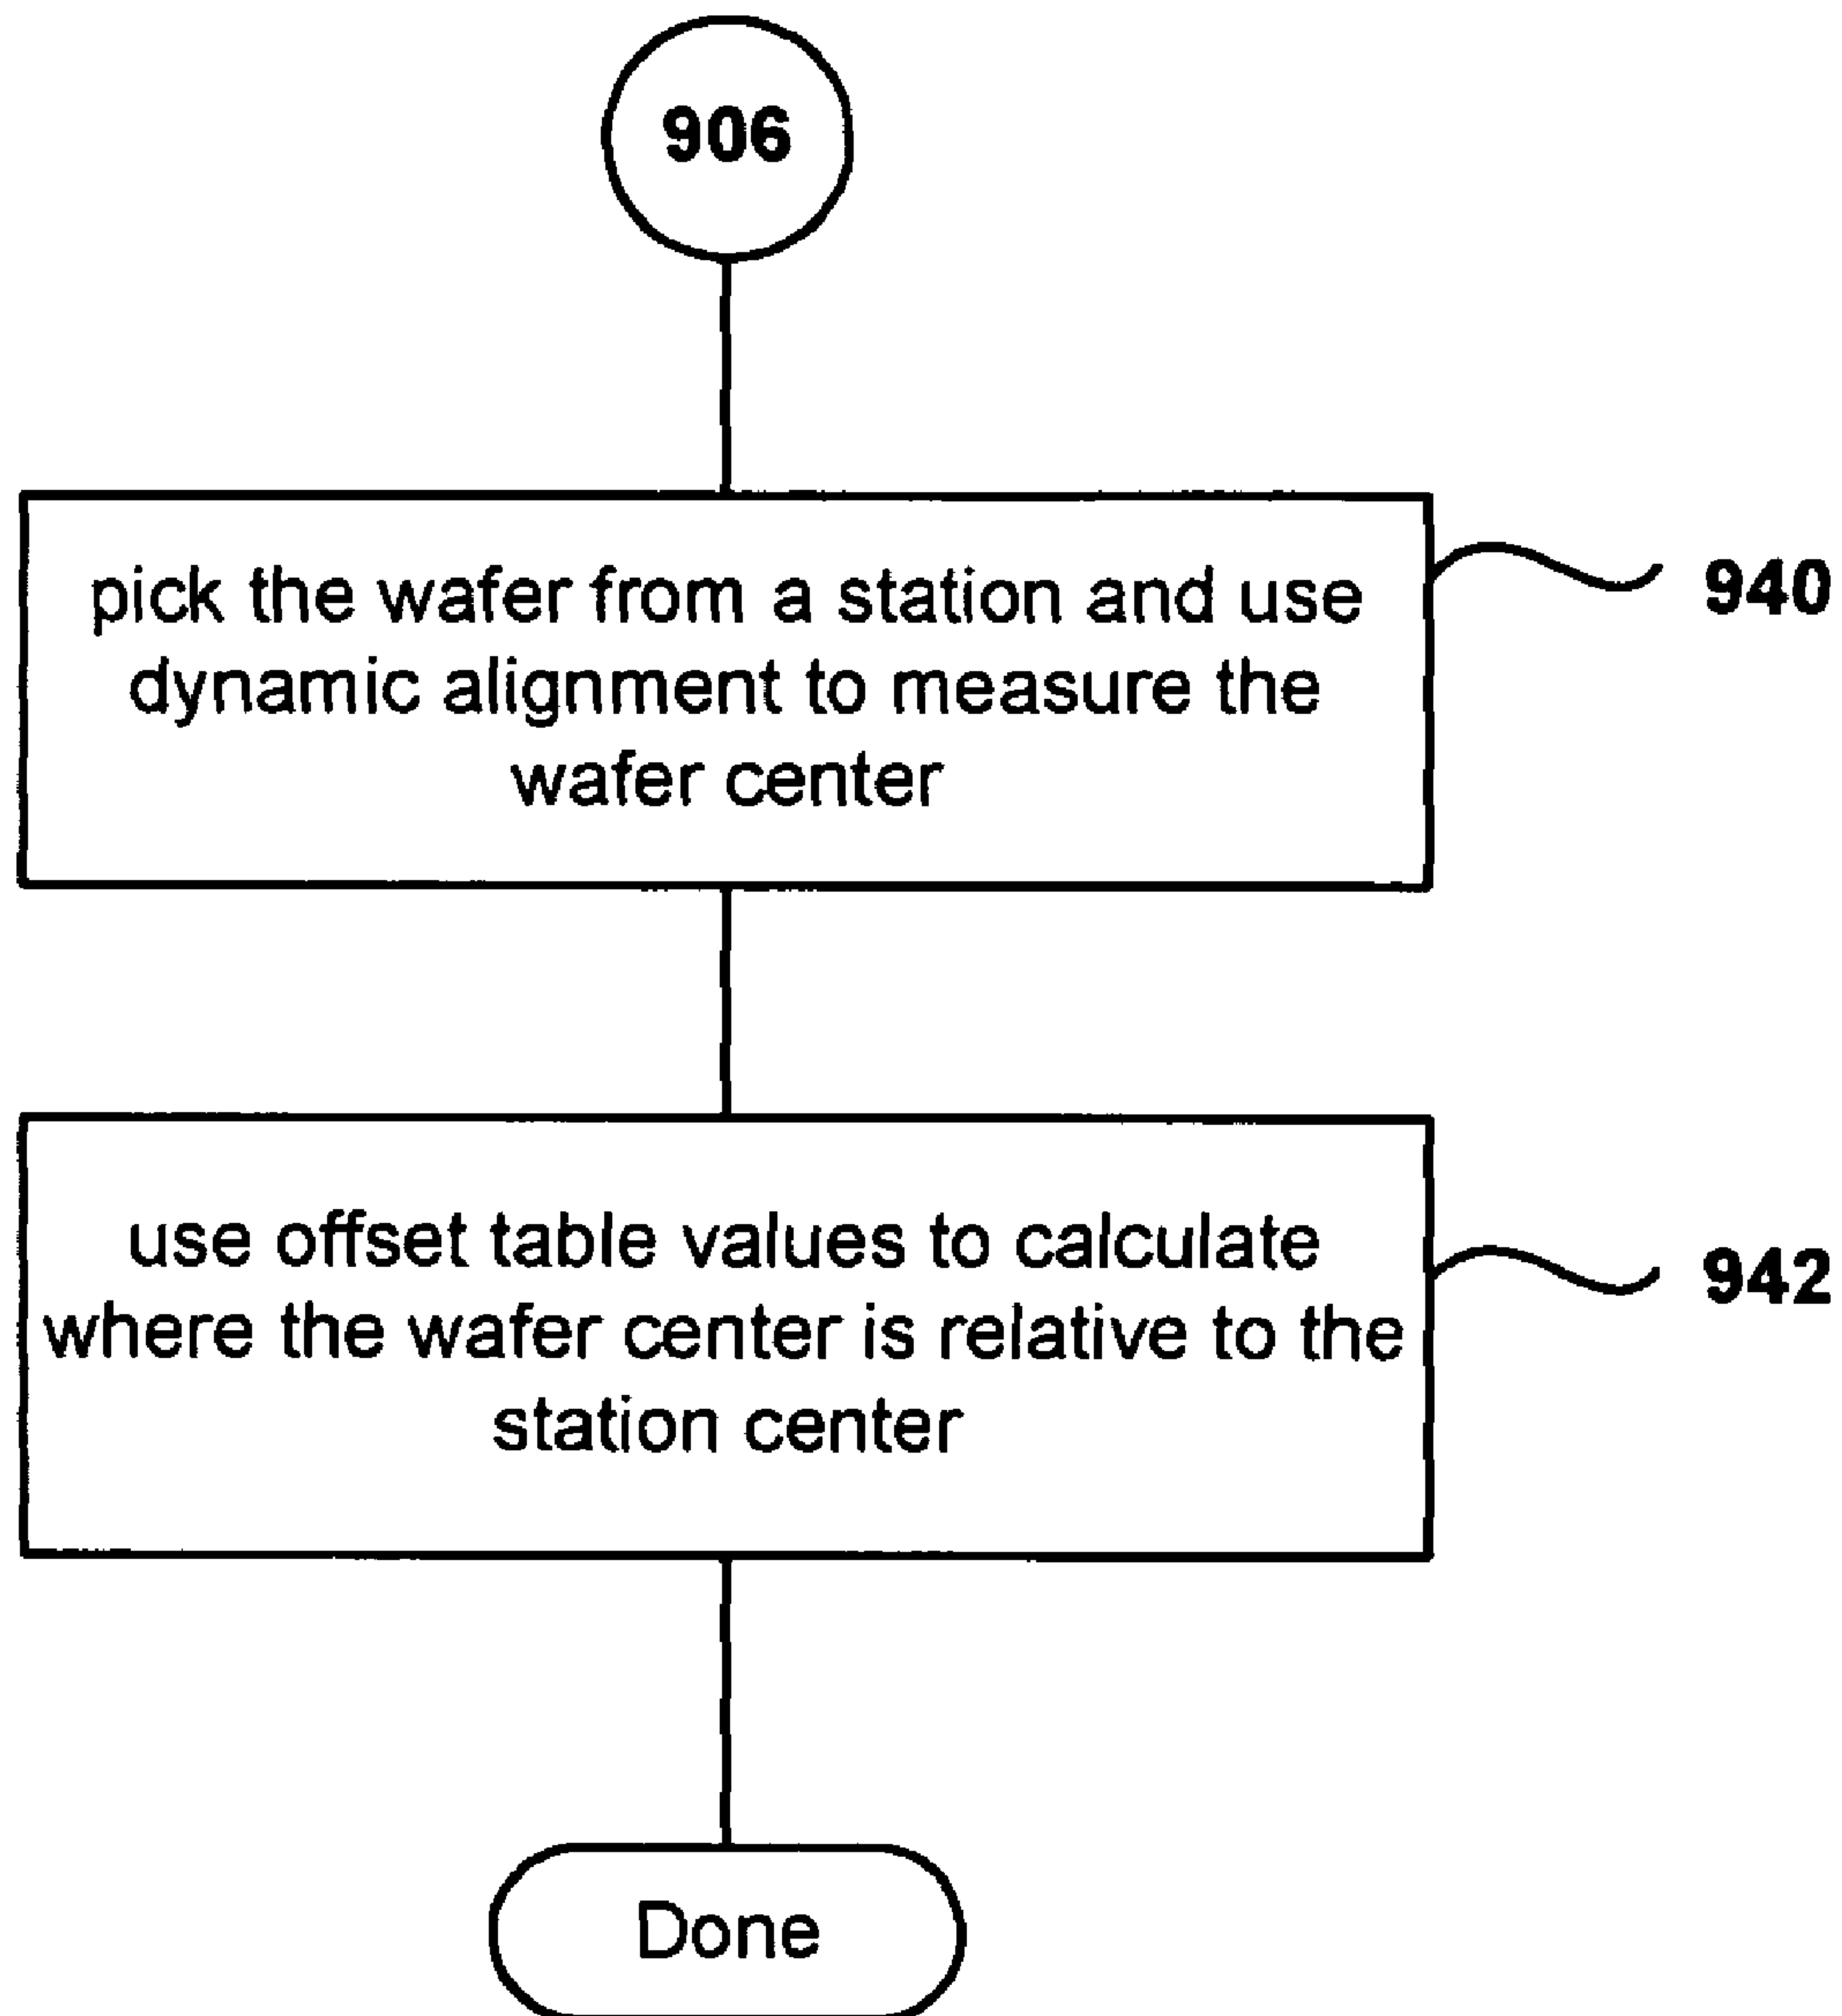 906
pick the wafer from a station and use
dynamic alignment to measure the
wafer center
940
use offset table values to calculate
where the wafer center is relative to the
station center
942
Done